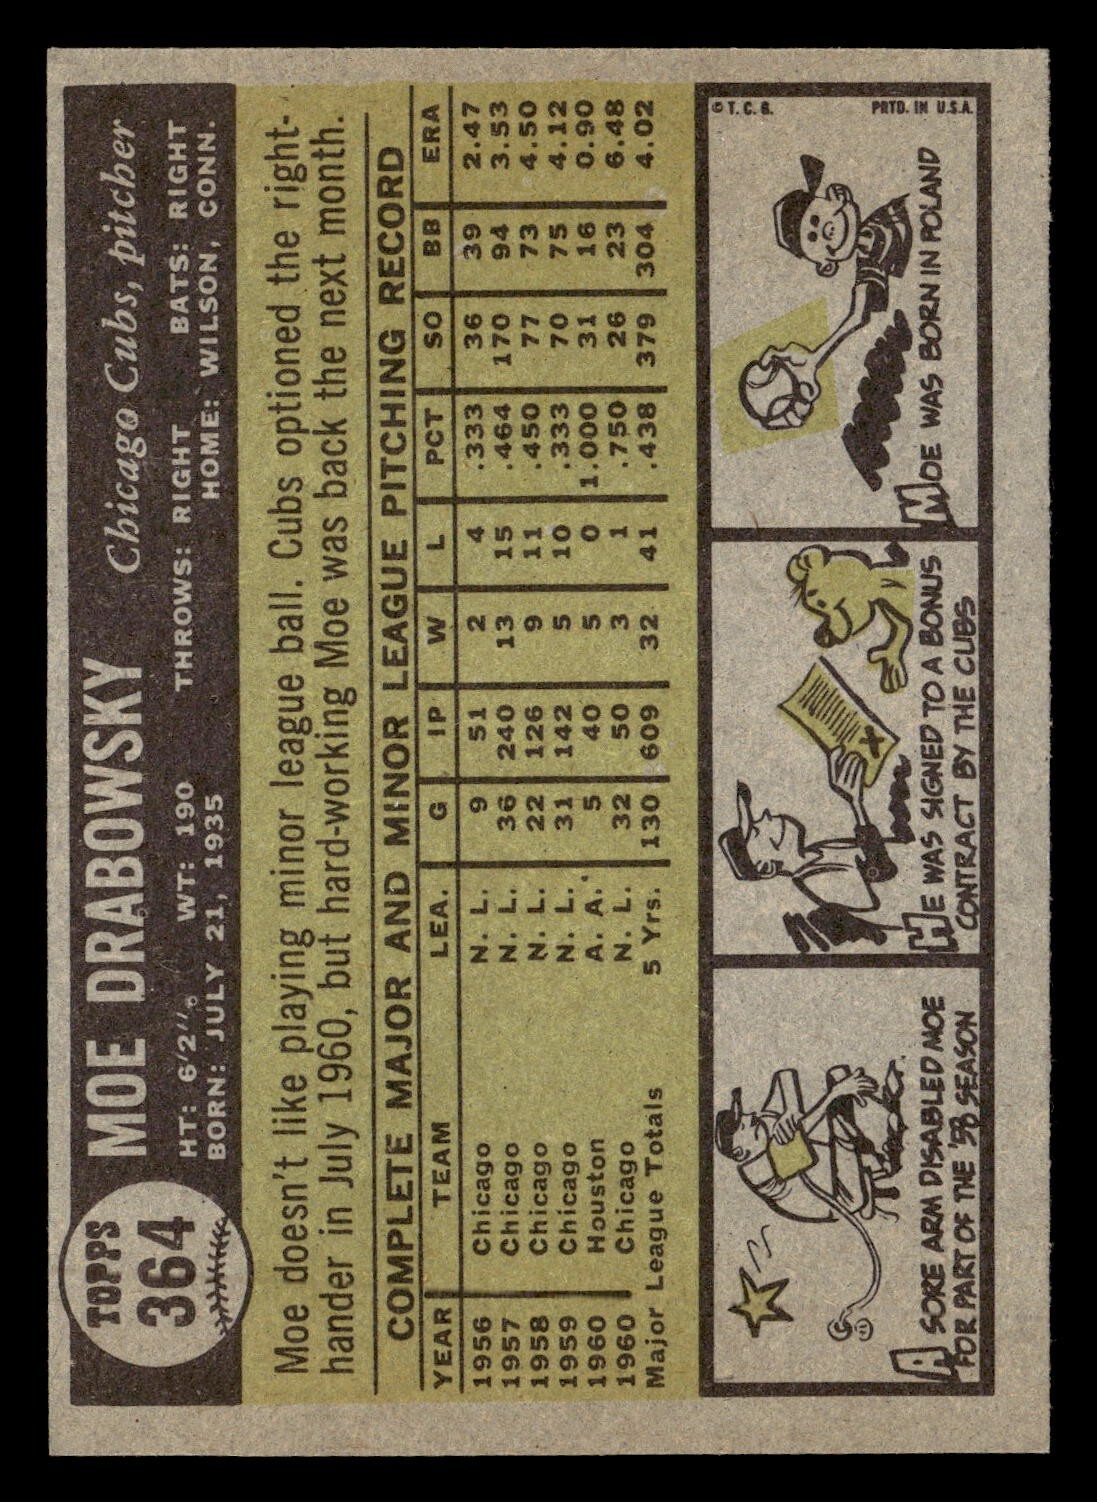 TOPPS
364
MOE DRABOWSKY Chicago Cubs, pitcher
HT: 6'2" WT: 190 THROWS: RIGHT BATS: RIGHT
BORN: JULY 21, 1935 HOME: WILSON, CONN.
Moe doesn't like playing minor league ball. Cubs optioned the right-
hander in July 1960, but hard-working Moe was back the next month.
COMPLETE MAJOR AND MINOR LEAGUE PITCHING RECORD
YEAR TEAM LEA. G IP W L PCT SO BB ERA
1956 Chicago N. L. 9 51 2 4 .333 36 39 2.47
1957 Chicago N. L. 36 240 13 15 .464 170 94 3.53
1958 Chicago N. L. 22 126 9 11 .450 77 73 4.50
1959 Chicago N. L. 31 142 5 10 .333 70 75 4.12
1960 Houston A. A. 5 40 5 0 1.000 31 16 0.90
1960 Chicago N. L. 32 50 3 1 .750 26 23 6.48
Major League Totals 5 Yrs. 130 609 32 41 .438 379 304 4.02
A SORE ARM DISABLED MOE
FOR PART OF THE '58 SEASON
HE WAS SIGNED TO A BONUS
CONTRACT BY THE CUBS
© T. C. G. PRTD. IN U.S.A.
MOE WAS BORN IN POLAND